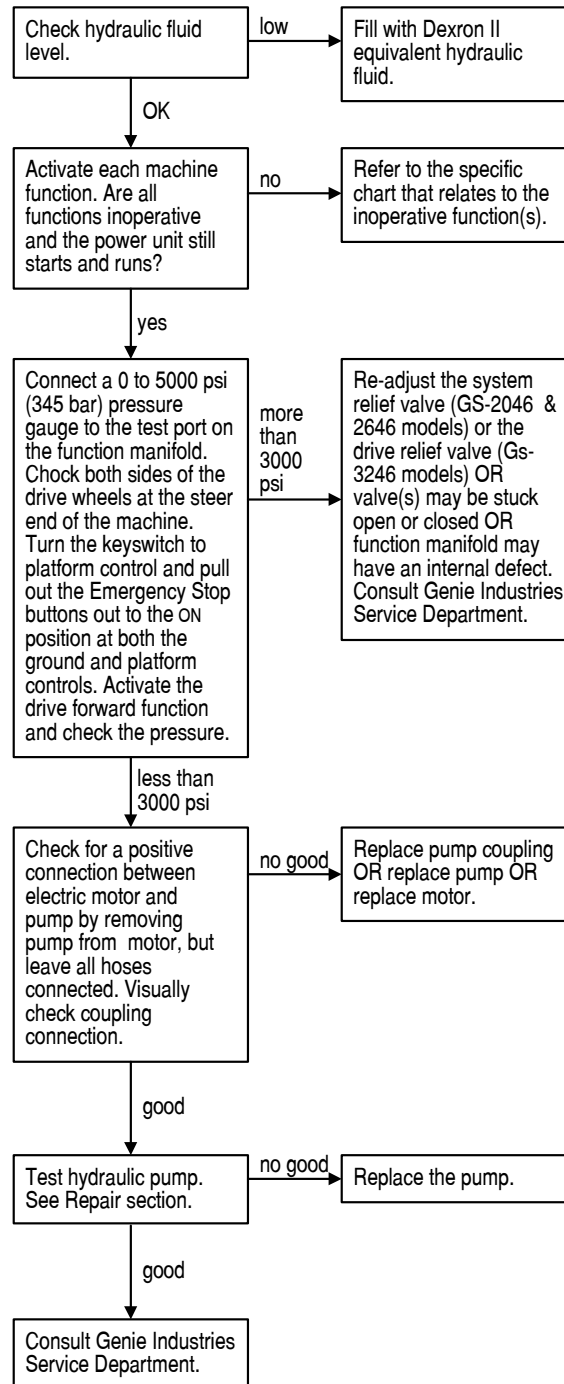 Check hydraulic fluid
level.
low
Fill with Dexron II
equivalent hydraulic
fluid.
OK
Activate each machine
function. Are all
functions inoperative
and the power unit still
starts and runs?
no
Refer to the specific
chart that relates to the
inoperative function(s).
yes
Connect a 0 to 5000 psi
(345 bar) pressure
gauge to the test port on
the function manifold.
Chock both sides of the
drive wheels at the steer
end of the machine.
Turn the keyswitch to
platform control and pull
out the Emergency Stop
buttons out to the ON
position at both the
ground and platform
controls. Activate the
drive forward function
and check the pressure.
more
than
3000
psi
Re-adjust the system
relief valve (GS-2046 &
2646 models) or the
drive relief valve (Gs-
3246 models) OR
valve(s) may be stuck
open or closed OR
function manifold may
have an internal defect.
Consult Genie Industries
Service Department.
less than
3000 psi
Check for a positive
connection between
electric motor and
pump by removing
pump from motor, but
leave all hoses
connected. Visually
check coupling
connection.
no good
Replace pump coupling
OR replace pump OR
replace motor.
good
Test hydraulic pump.
See Repair section.
no good
Replace the pump.
good
Consult Genie Industries
Service Department.